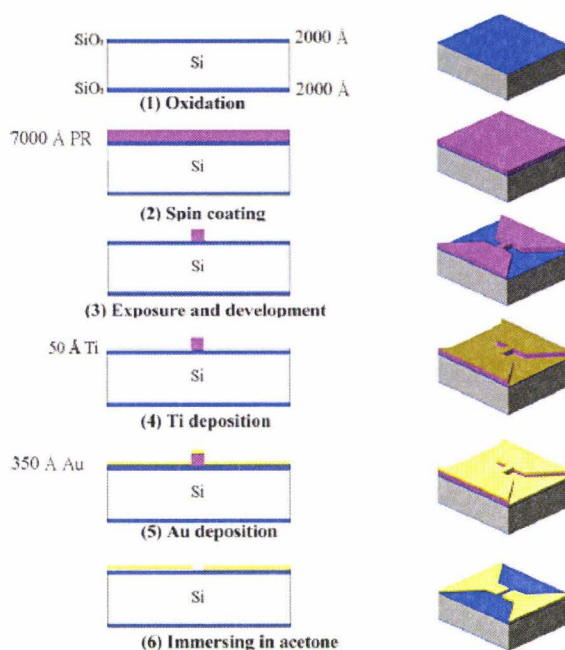 SiO₂ 2000 Å
Si
SiO₂ 2000 Å
(1) Oxidation
7000 Å PR
Si
(2) Spin coating
Si
(3) Exposure and development
50 Å Ti
Si
(4) Ti deposition
350 Å Au
Si
(5) Au deposition
Si
(6) Immersing in acetone